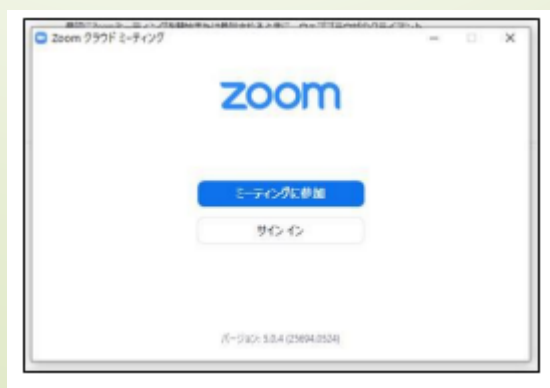 Zoom クラウド ミーティング
zoom
ミーティングに参加
サインイン
バージョン: 5.0.4 (25694.0524)